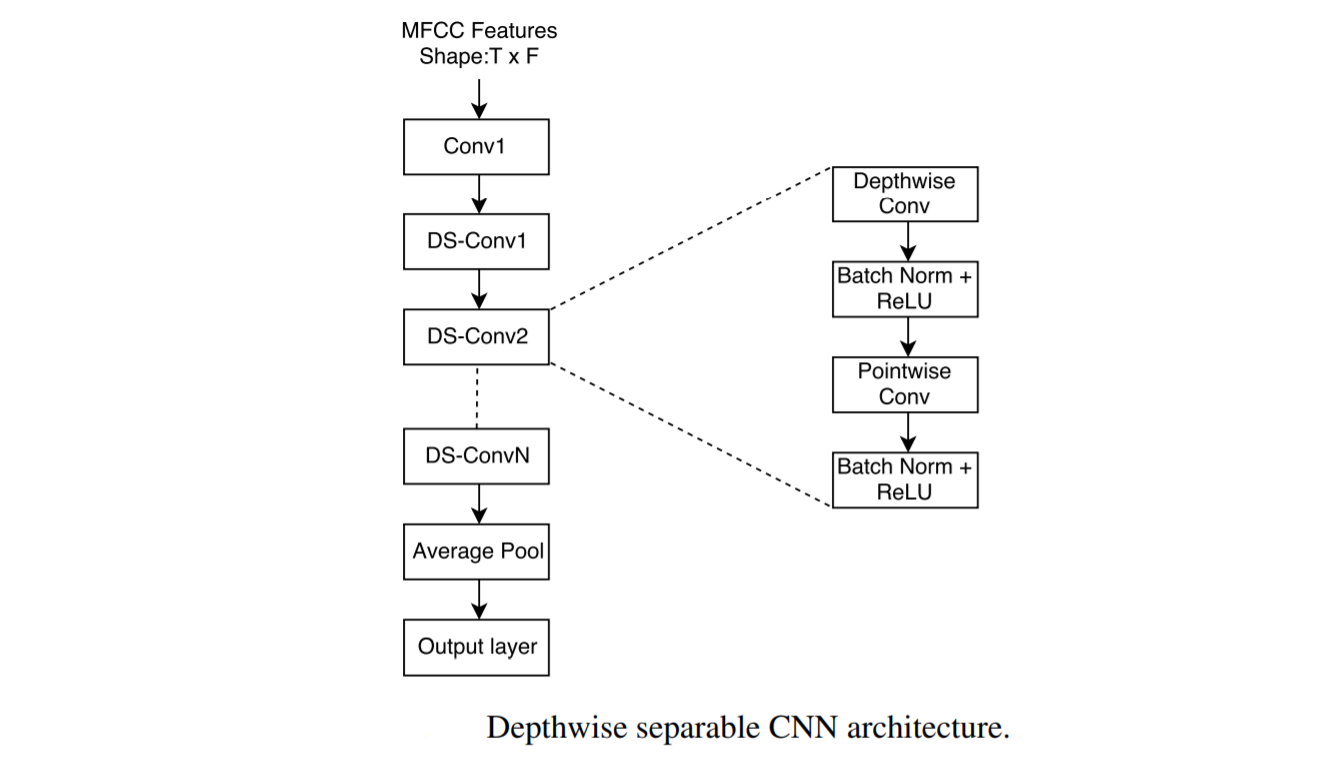 MFCC Features
Shape:T x F
Conv1
DS-Conv1
DS-Conv2
DS-ConvN
Average Pool
Output layer
Depthwise
Conv
Batch Norm +
ReLU
Pointwise
Conv
Batch Norm +
ReLU
Depthwise separable CNN architecture.